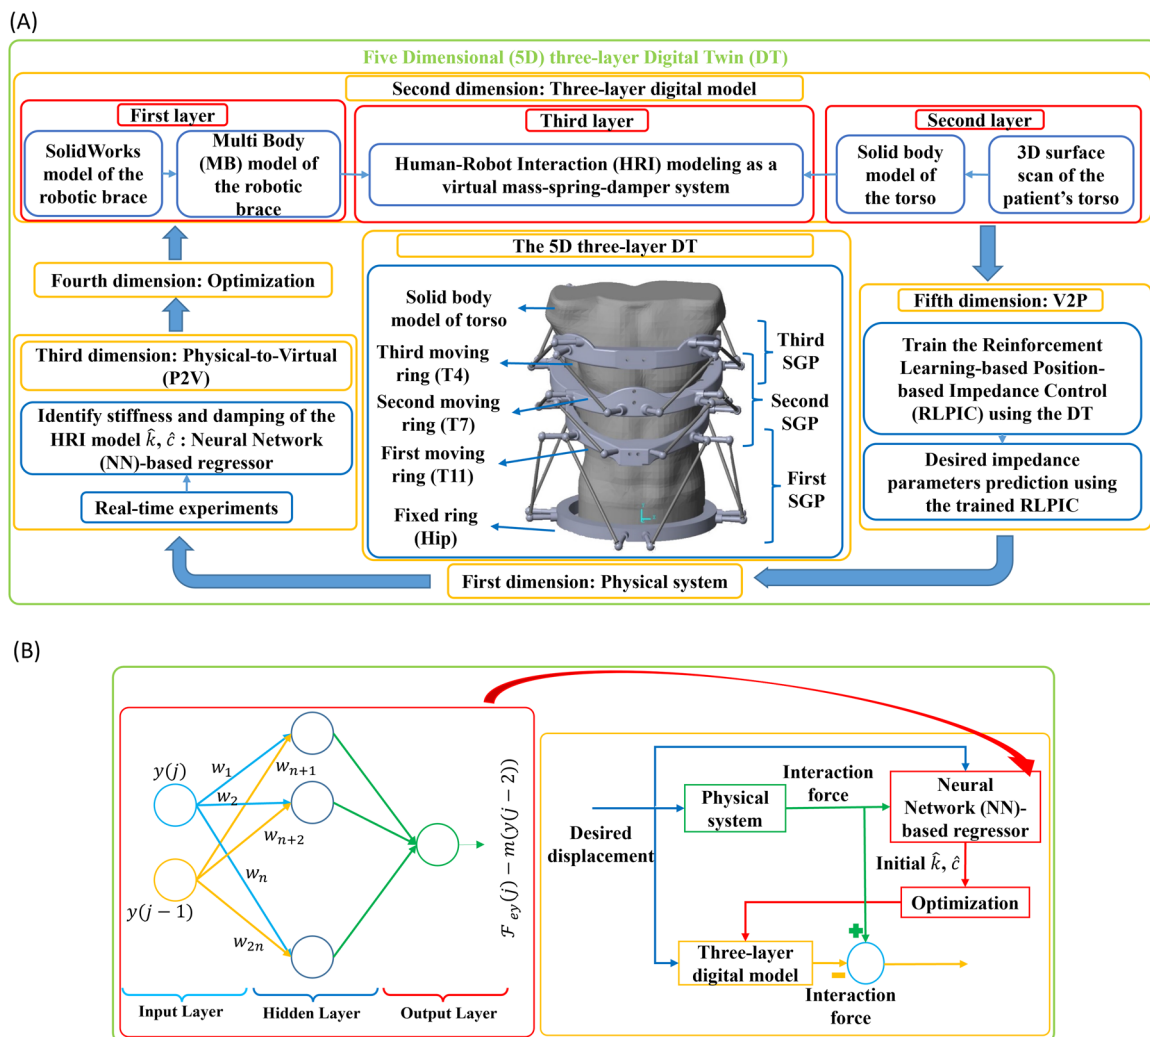 (A)
Five Dimensional (5D) three-layer Digital Twin (DT)
Second dimension: Three-layer digital model
First layer
SolidWorks
model of the
robotic brace
Multi Body
(MB) model of
the robotic
brace
Third layer
Human-Robot Interaction (HRI) modeling as a
virtual mass-spring-damper system
Second layer
Solid body
model of
the torso
3D surface
scan of the
patient's torso
Fourth dimension: Optimization
Third dimension: Physical-to-Virtual
(P2V)
Identify stiffness and damping of the
HRI model k̂, ĉ : Neural Network
(NN)-based regressor
Real-time experiments
The 5D three-layer DT
Solid body
model of torso
Third moving
ring (T4)
Second moving
ring (T7)
First moving
ring (T11)
Fixed ring
(Hip)
Third
SGP
Second
SGP
First
SGP
Fifth dimension: V2P
Train the Reinforcement
Learning-based Position-
based Impedance Control
(RLPIC) using the DT
Desired impedance
parameters prediction using
the trained RLPIC
First dimension: Physical system
(B)
y(j)
y(j − 1)
w₁
w₂
wₙ
wₙ₊₁
wₙ₊₂
w₂ₙ
ℱₑᵧ(j) − m(y(j − 2))
Input Layer
Hidden Layer
Output Layer
Desired
displacement
Physical
system
Interaction
force
Neural
Network (NN)-
based regressor
Initial k̂, ĉ
Optimization
Three-layer
digital model
+
−
Interaction
force